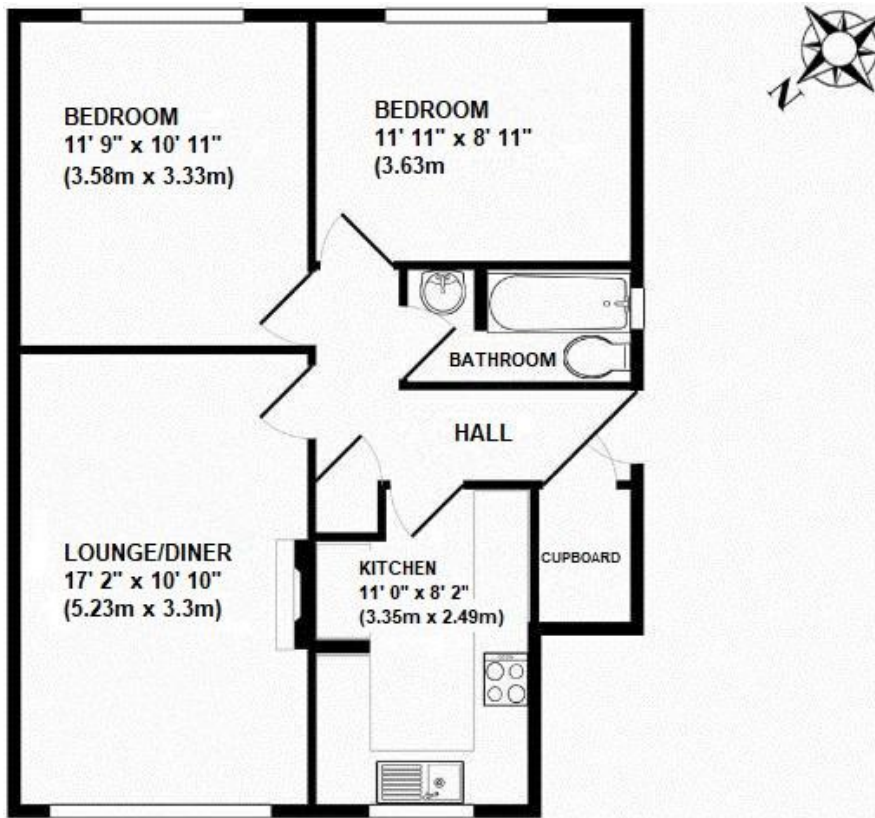 BEDROOM
11' 9" x 10' 11"
(3.58m x 3.33m)
BEDROOM
11' 11" x 8' 11"
(3.63m
N
BATHROOM
HALL
LOUNGE/DINER
17' 2" x 10' 10"
(5.23m x 3.3m)
KITCHEN
11' 0" x 8' 2"
(3.35m x 2.49m)
CUPBOARD